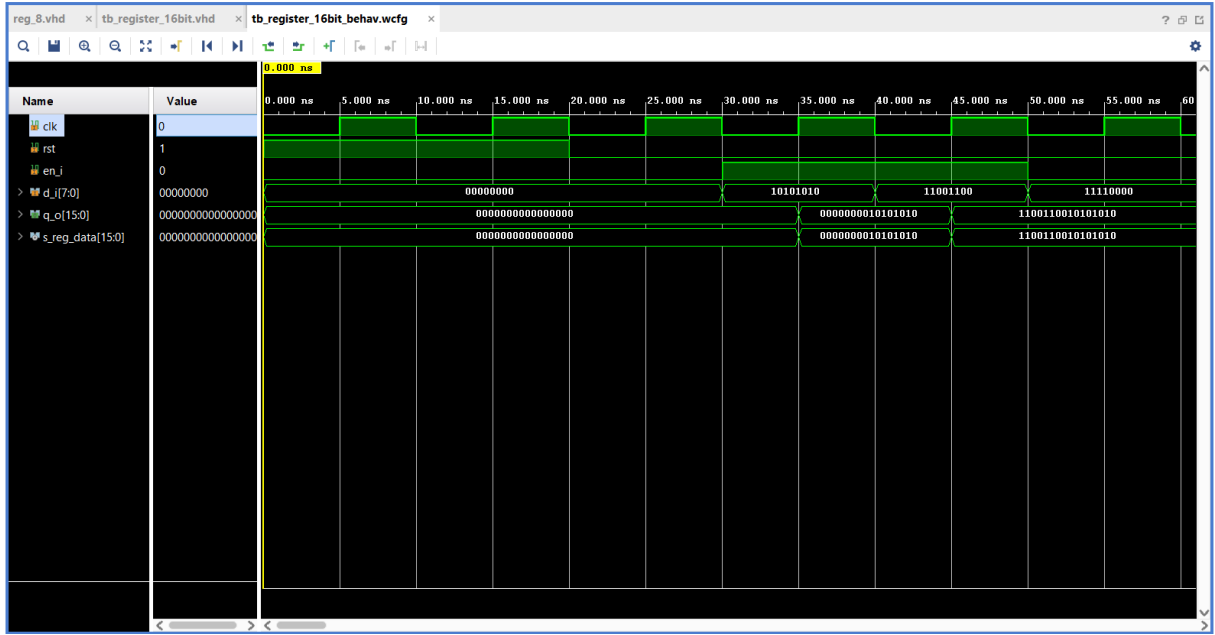 reg_8.vhd × tb_register_16bit.vhd × tb_register_16bit_behav.wcfg × ?
0.000 ns
Name Value 0.000 ns 5.000 ns 10.000 ns 15.000 ns 20.000 ns 25.000 ns 30.000 ns 35.000 ns 40.000 ns 45.000 ns 50.000 ns 55.000 ns 60
clk 0
rst 1
en_i 0
d_i[7:0] 00000000 00000000 10101010 11001100 11110000
q_o[15:0] 0000000000000000 0000000000000000 0000000010101010 1100110010101010
s_reg_data[15:0] 0000000000000000 0000000000000000 0000000010101010 1100110010101010